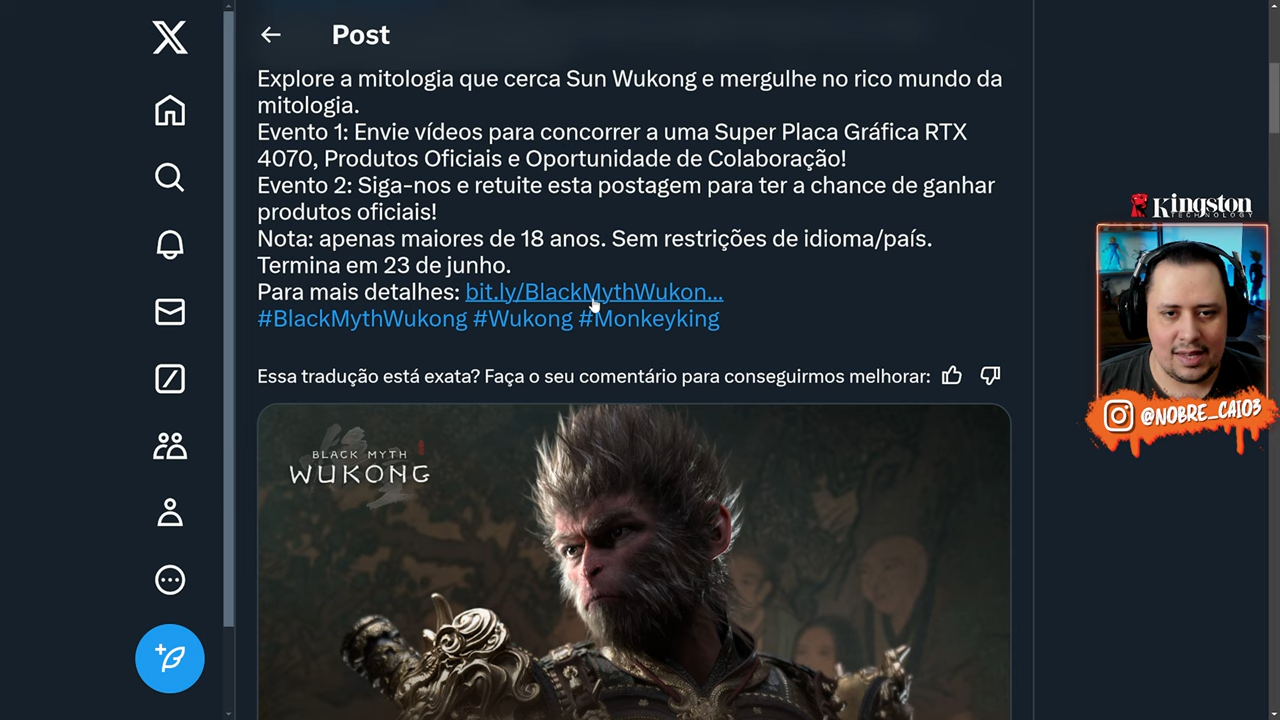 Post
Explore a mitologia que cerca Sun Wukong e mergulhe no rico mundo da
mitologia.
Evento 1: Envie vídeos para concorrer a uma Super Placa Gráfica RTX
4070, Produtos Oficiais e Oportunidade de Colaboração!
Evento 2: Siga-nos e retuite esta postagem para ter a chance de ganhar
produtos oficiais!
Nota: apenas maiores de 18 anos. Sem restrições de idioma/país.
Termina em 23 de junho.
Para mais detalhes: bit.ly/BlackMythWukon...
#BlackMythWukong #Wukong #Monkeyking
Essa tradução está exata? Faça o seu comentário para conseguirmos melhorar:
BLACK MYTH
WUKONG
Kingston
TECHNOLOGY
@NOBRE_CAIO3